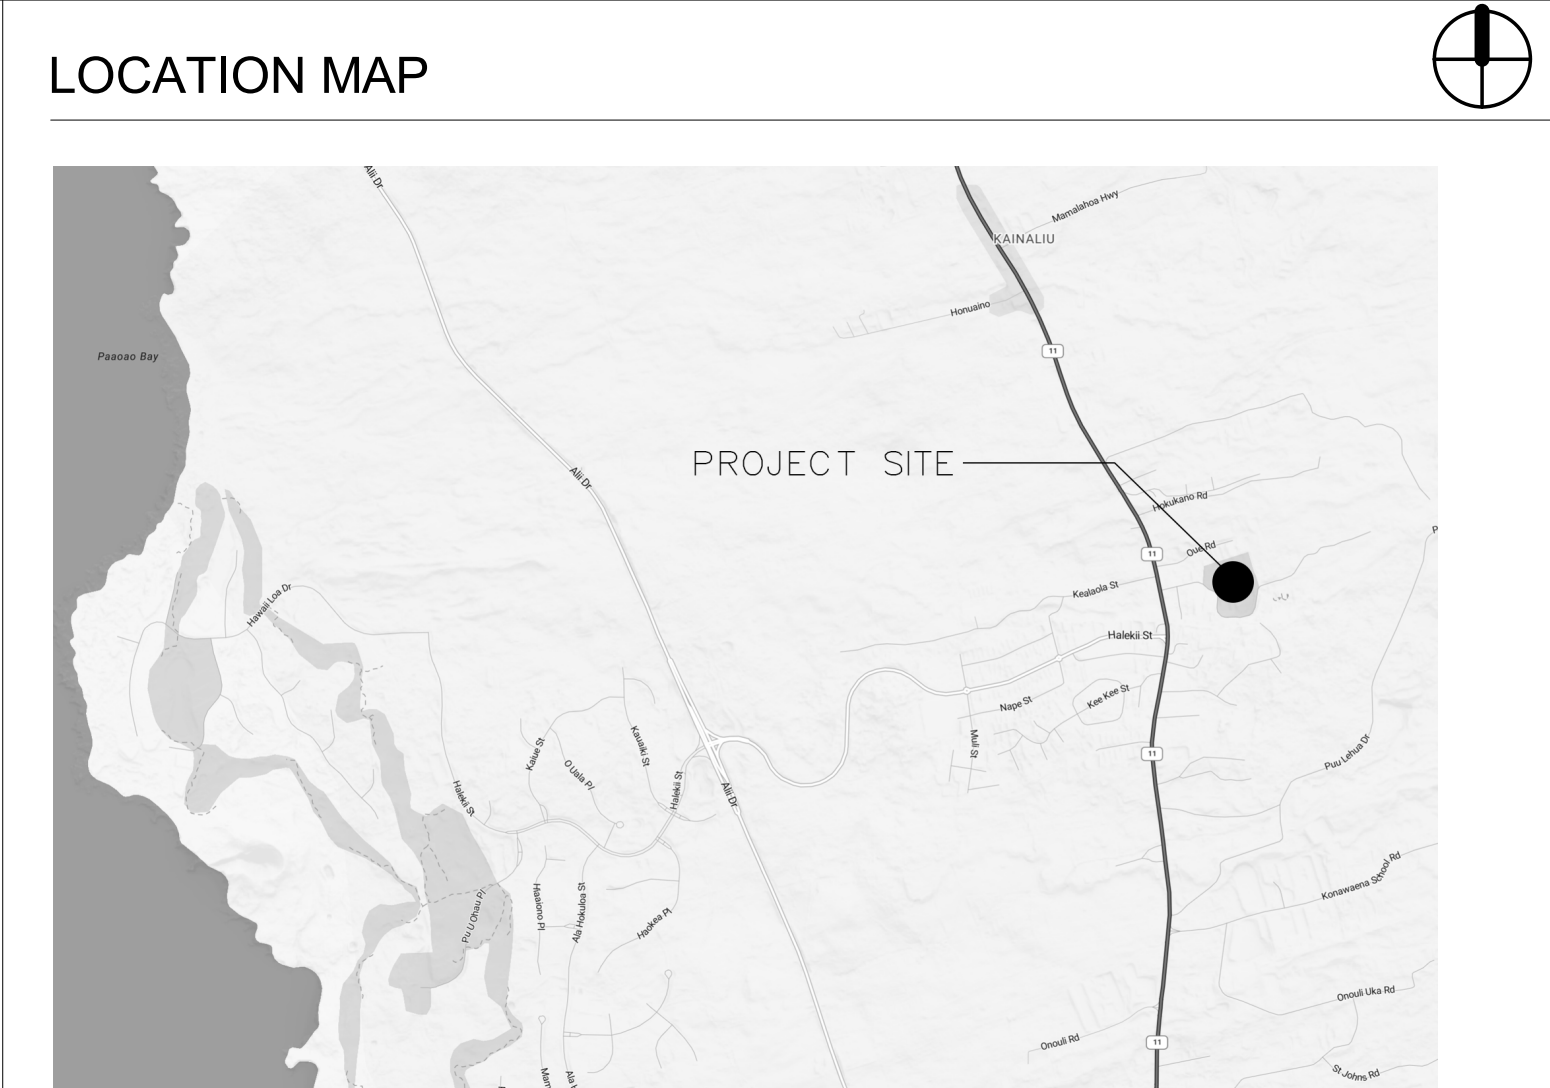 LOCATION MAP
Alii Dr
Mamalahoa Hwy
KAINALIU
Honuaino
11
Paaoao Bay
PROJECT SITE
Alii Dr
Hokukano Rd
11
Oue Rd
Kealaola St
Hawaii Loa Dr
Halekii St
Nape St
Kee Kee St
Muli St
11
Puu Lehua Dr
Kaiue St
Kauaiki St
O Uala Pl
Halekii St
Halekii St
Alii Dr
Konawaena School Rd
Pu U Ohau Pl
Hiaaiono Pl
Ala Hokuloa St
Haokea Pl
Onouli Uka Rd
Onouli Rd
11
St Johns Rd